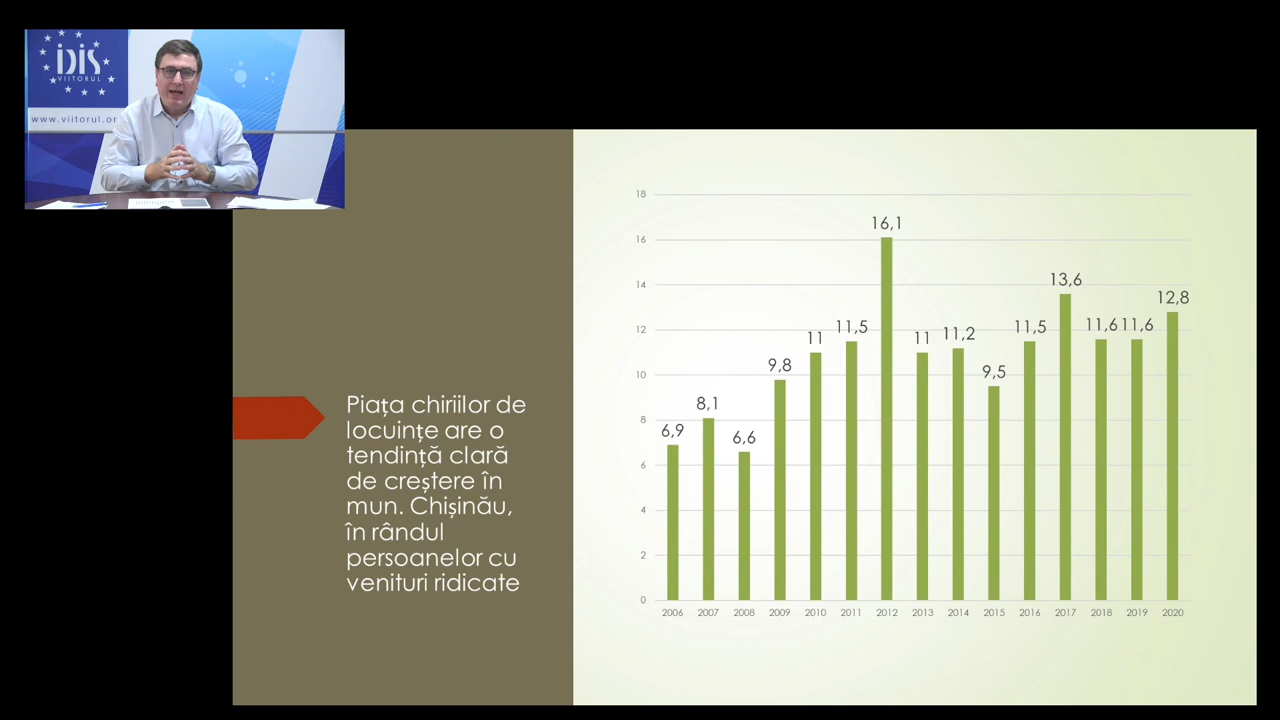 IDIS
VIITORUL
www.viitorul.or
Piața chiriilor de
locuințe are o
tendință clară
de creștere în
mun. Chișinău,
în rândul
persoanelor cu
venituri ridicate
18
16
14
12
10
8
6
4
2
0
6,9
8,1
6,6
9,8
11
11,5
16,1
11
11,2
9,5
11,5
13,6
11,6
11,6
12,8
2006 2007 2008 2009 2010 2011 2012 2013 2014 2015 2016 2017 2018 2019 2020